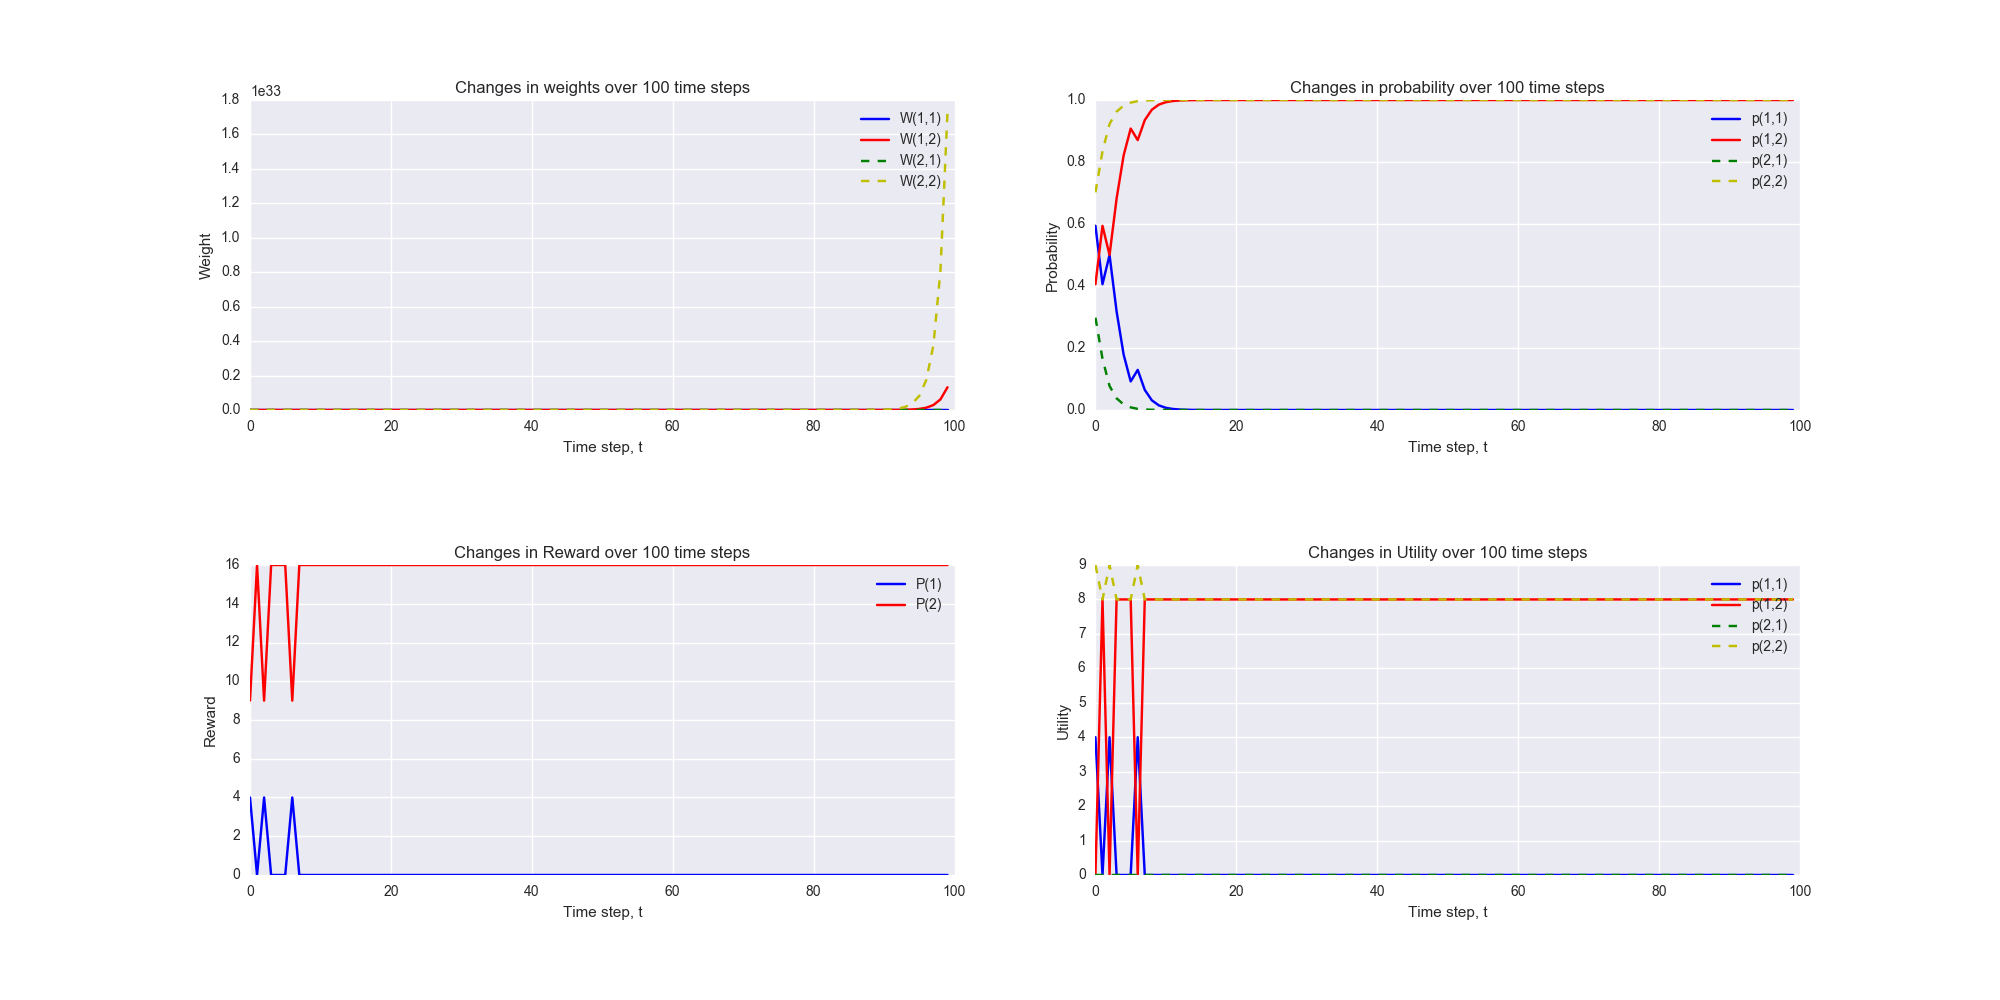 Changes in weights over 100 time steps
1e33
1.8
1.6
1.4
1.2
1.0
0.8
0.6
0.4
0.2
0.0
Weight
W(1,1)
W(1,2)
W(2,1)
W(2,2)
0 20 40 60 80 100
Time step, t
Changes in probability over 100 time steps
1.0
0.8
0.6
0.4
0.2
0.0
Probability
p(1,1)
p(1,2)
p(2,1)
p(2,2)
0 20 40 60 80 100
Time step, t
Changes in Reward over 100 time steps
16
14
12
10
8
6
4
2
0
Reward
P(1)
P(2)
0 20 40 60 80 100
Time step, t
Changes in Utility over 100 time steps
9
8
7
6
5
4
3
2
1
0
Utility
p(1,1)
p(1,2)
p(2,1)
p(2,2)
0 20 40 60 80 100
Time step, t